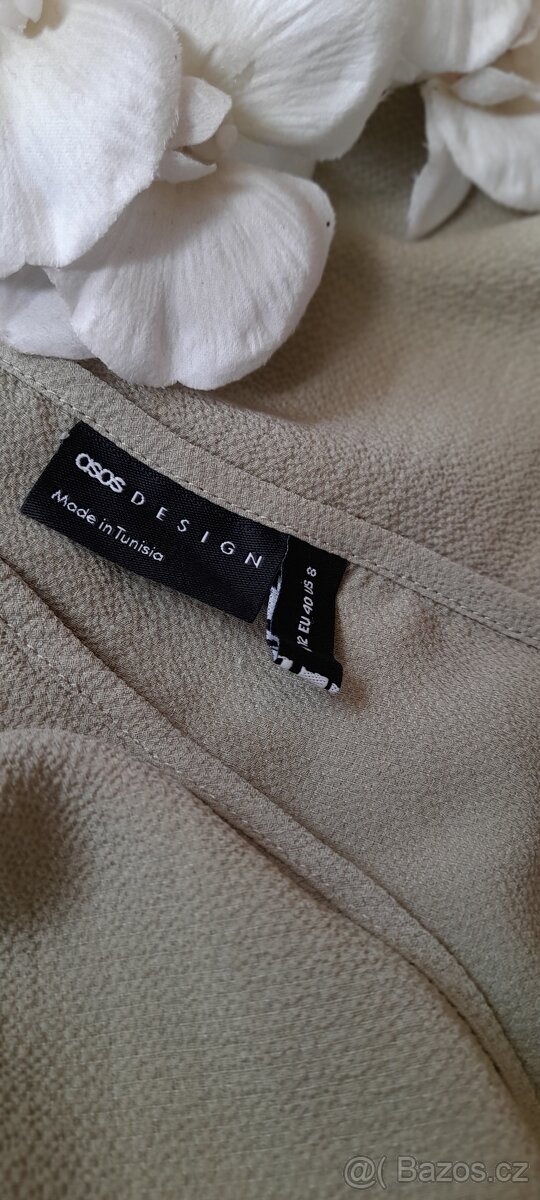 asos DESIGN
Made in Tunisia
12 EU 40 US 8
@( Bazos.cz